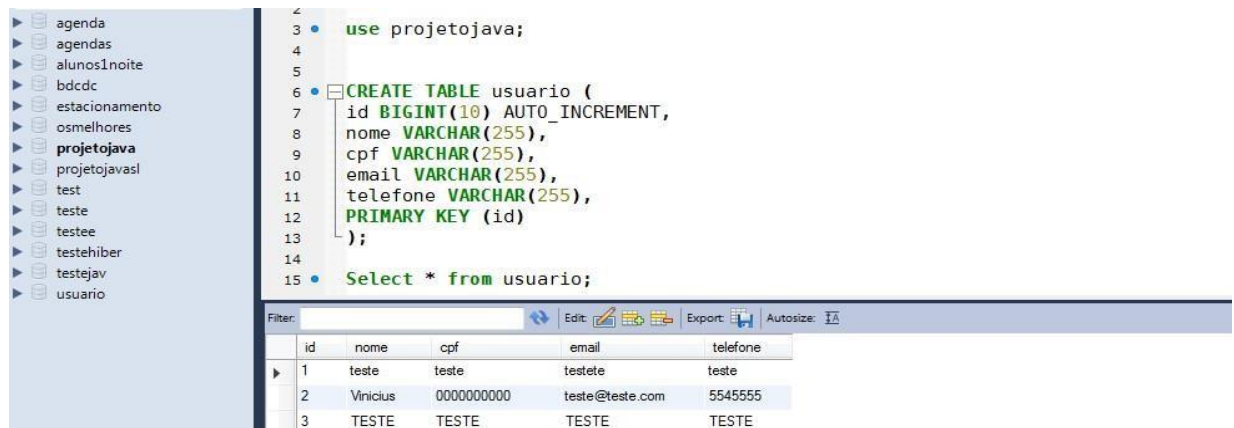 agenda
agendas
alunos1noite
bdcdc
estacionamento
osmelhores
projetojava
projetojavasl
test
teste
testee
testehiber
testejav
usuario
2
3 use projetojava;
4
5
6 CREATE TABLE usuario (
7 id BIGINT(10) AUTO_INCREMENT,
8 nome VARCHAR(255),
9 cpf VARCHAR(255),
10 email VARCHAR(255),
11 telefone VARCHAR(255),
12 PRIMARY KEY (id)
13 );
14
15 Select * from usuario;
Filter: Edit: Export: Autosize:
id nome cpf email telefone
1 teste teste testete teste
2 Vinicius 0000000000 teste@teste.com 5545555
3 TESTE TESTE TESTE TESTE